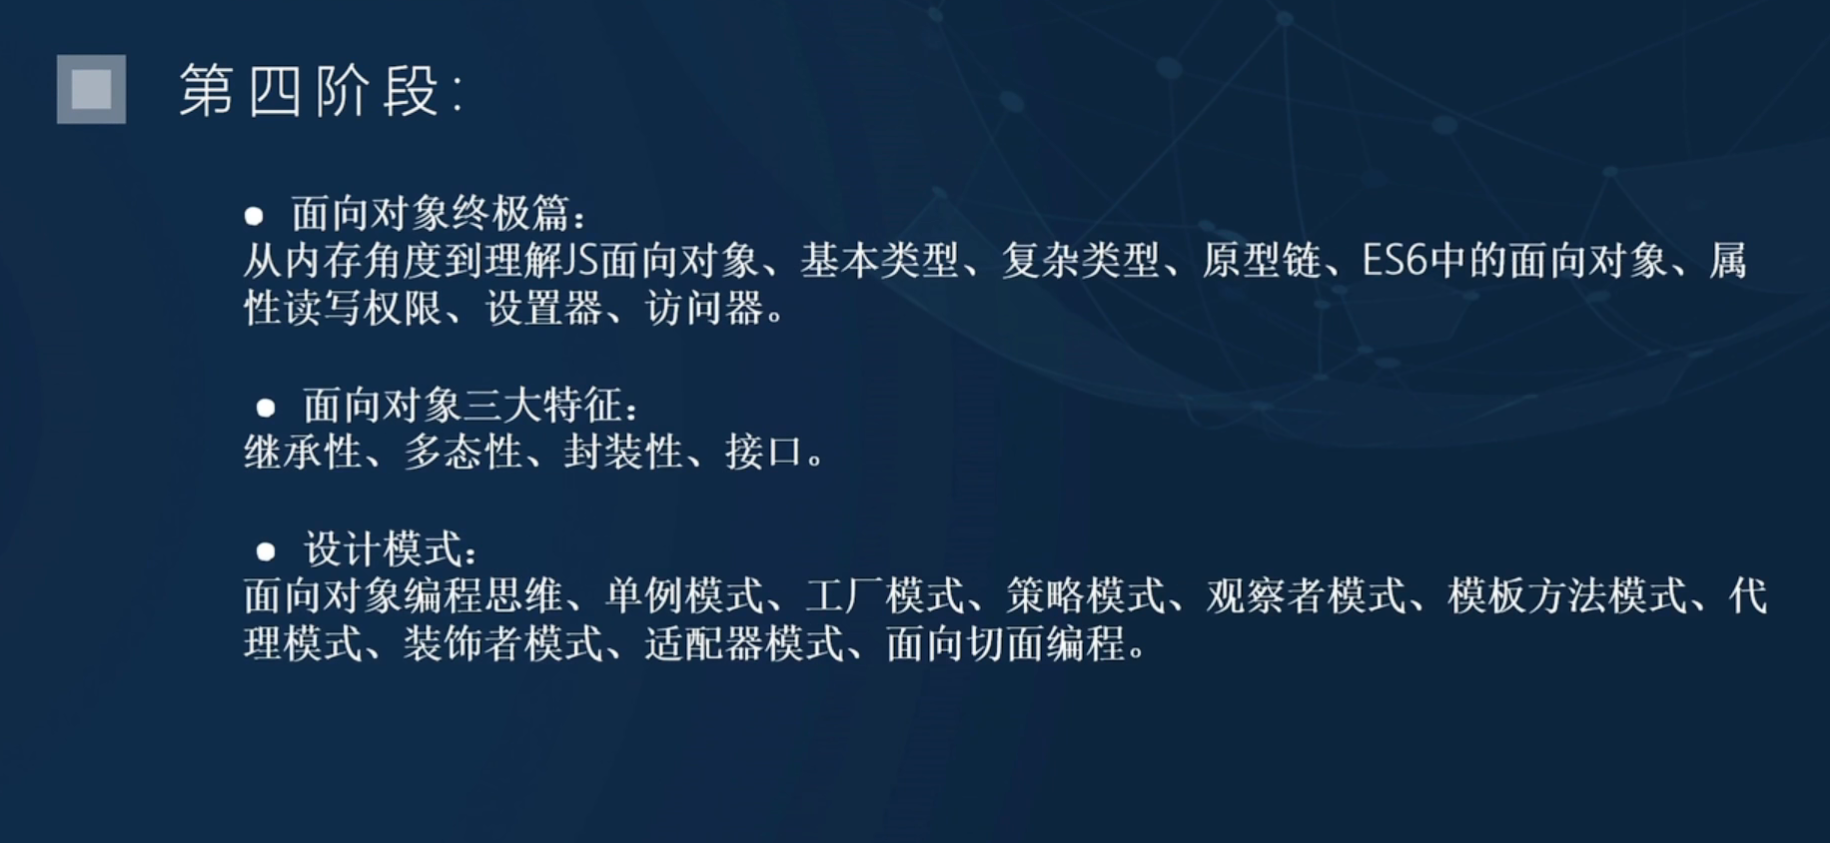 第四阶段:
● 面向对象终极篇：
从内存角度到理解JS面向对象、基本类型、复杂类型、原型链、ES6中的面向对象、属
性读写权限、设置器、访问器。
● 面向对象三大特征：
继承性、多态性、封装性、接口。
● 设计模式：
面向对象编程思维、单例模式、工厂模式、策略模式、观察者模式、模板方法模式、代
理模式、装饰者模式、适配器模式、面向切面编程。